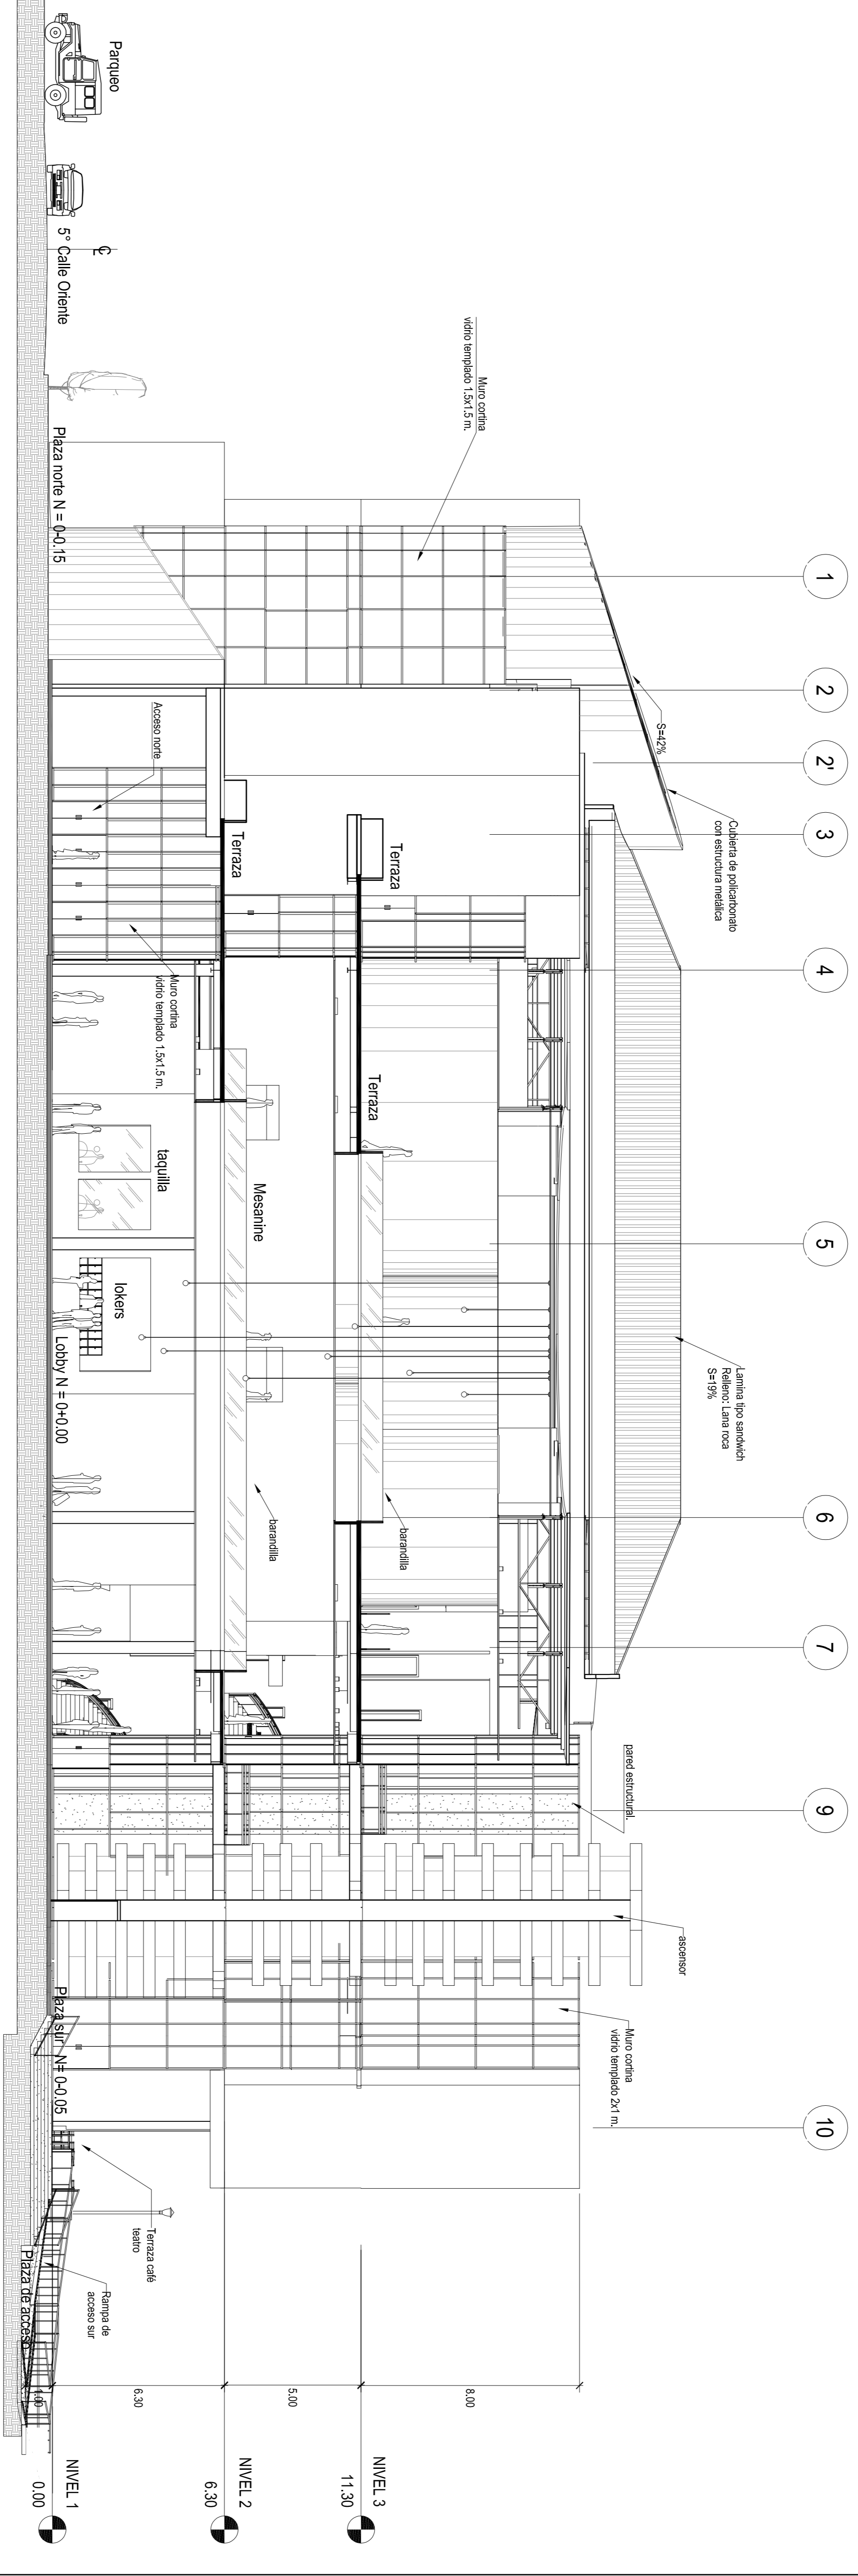 1
2
2'
3
4
5
6
7
9
10
S=42%
Cubierta de policarbonato
con estructura metálica
Lamina tipo sandwich
Relleno: Lana roca
S=19%
Muro cortina
vidrio templado 1.5x1.5 m.
pared estructural.
ascensor
Muro cortina
vidrio templado 2x1 m.
Terraza
Terraza
Terraza
barandilla
Mesanine
barandilla
Acceso norte
Muro cortina
vidrio templado 1.5x1.5 m.
taquilla
lokers
Parqueo
℄
5° Calle Oriente
Plaza norte N = 0-0.15
Lobby N = 0+0.00
Plaza sur N= 0-0.05
Terraza café
teatro
Rampa de
acceso sur
Plaza de acceso
8.00
5.00
6.30
1.00
NIVEL 3
11.30
NIVEL 2
6.30
NIVEL 1
0.00